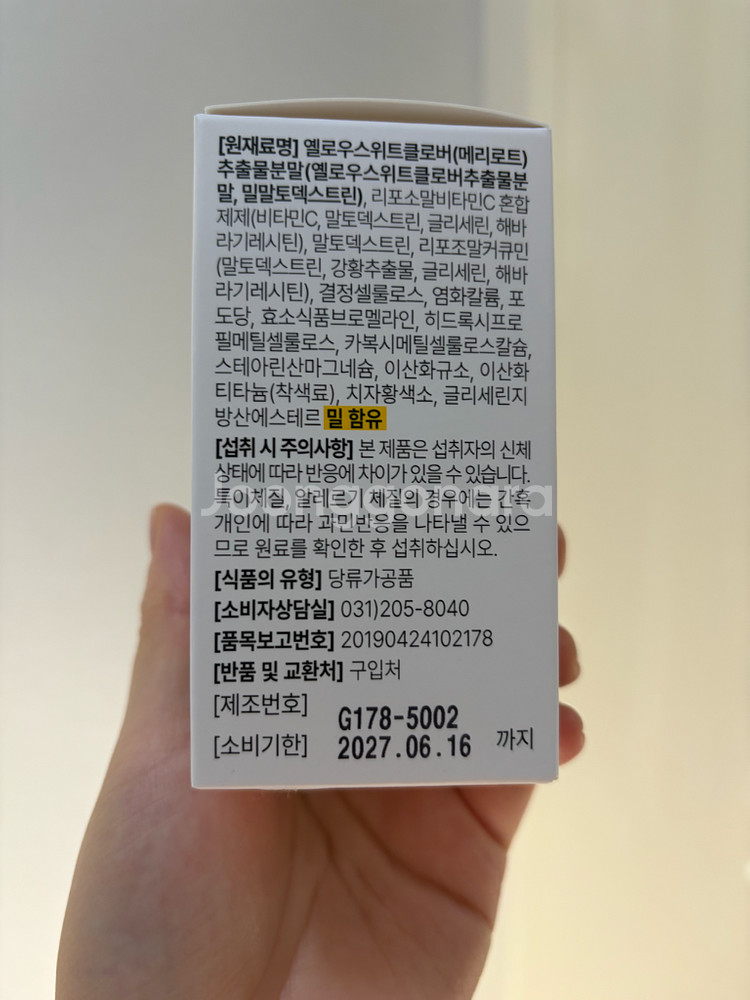 [원재료명] 옐로우스위트클로버(메리로트)
추출물분말(옐로우스위트클로버추출물분
말, 밀말토덱스트린), 리포소말비타민C 혼합
제제(비타민C, 말토덱스트린, 글리세린, 해바
라기레시틴), 말토덱스트린, 리포조말커큐민
(말토덱스트린, 강황추출물, 글리세린, 해바
라기레시틴), 결정셀룰로스, 염화칼륨, 포
도당, 효소식품브로멜라인, 히드록시프로
필메틸셀룰로스, 카복시메틸셀룰로스칼슘,
스테아린산마그네슘, 이산화규소, 이산화
티타늄(착색료), 치자황색소, 글리세린지
방산에스테르 밀 함유
[섭취 시 주의사항] 본 제품은 섭취자의 신체
상태에 따라 반응에 차이가 있을 수 있습니다.
특이체질, 알레르기 체질의 경우에는 간혹
개인에 따라 과민반응을 나타낼 수 있으
므로 원료를 확인한 후 섭취하십시오.
[식품의 유형] 당류가공품
[소비자상담실] 031)205-8040
[품목보고번호] 20190424102178
[반품 및 교환처] 구입처
[제조번호] G178-5002
[소비기한] 2027.06.16 까지
Joonggonara